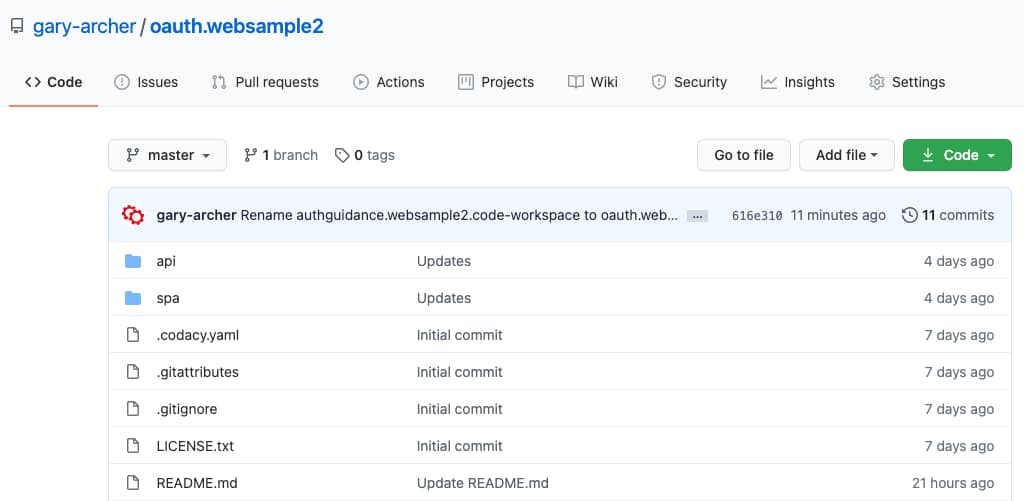 gary-archer / oauth.websample2
Code Issues Pull requests Actions Projects Wiki Security Insights Settings
master 1 branch 0 tags Go to file Add file Code
gary-archer Rename authguidance.websample2.code-workspace to oauth.web... ... 616e310 11 minutes ago 11 commits
api Updates 4 days ago
spa Updates 4 days ago
.codacy.yaml Initial commit 7 days ago
.gitattributes Initial commit 7 days ago
.gitignore Initial commit 7 days ago
LICENSE.txt Initial commit 7 days ago
README.md Update README.md 21 hours ago